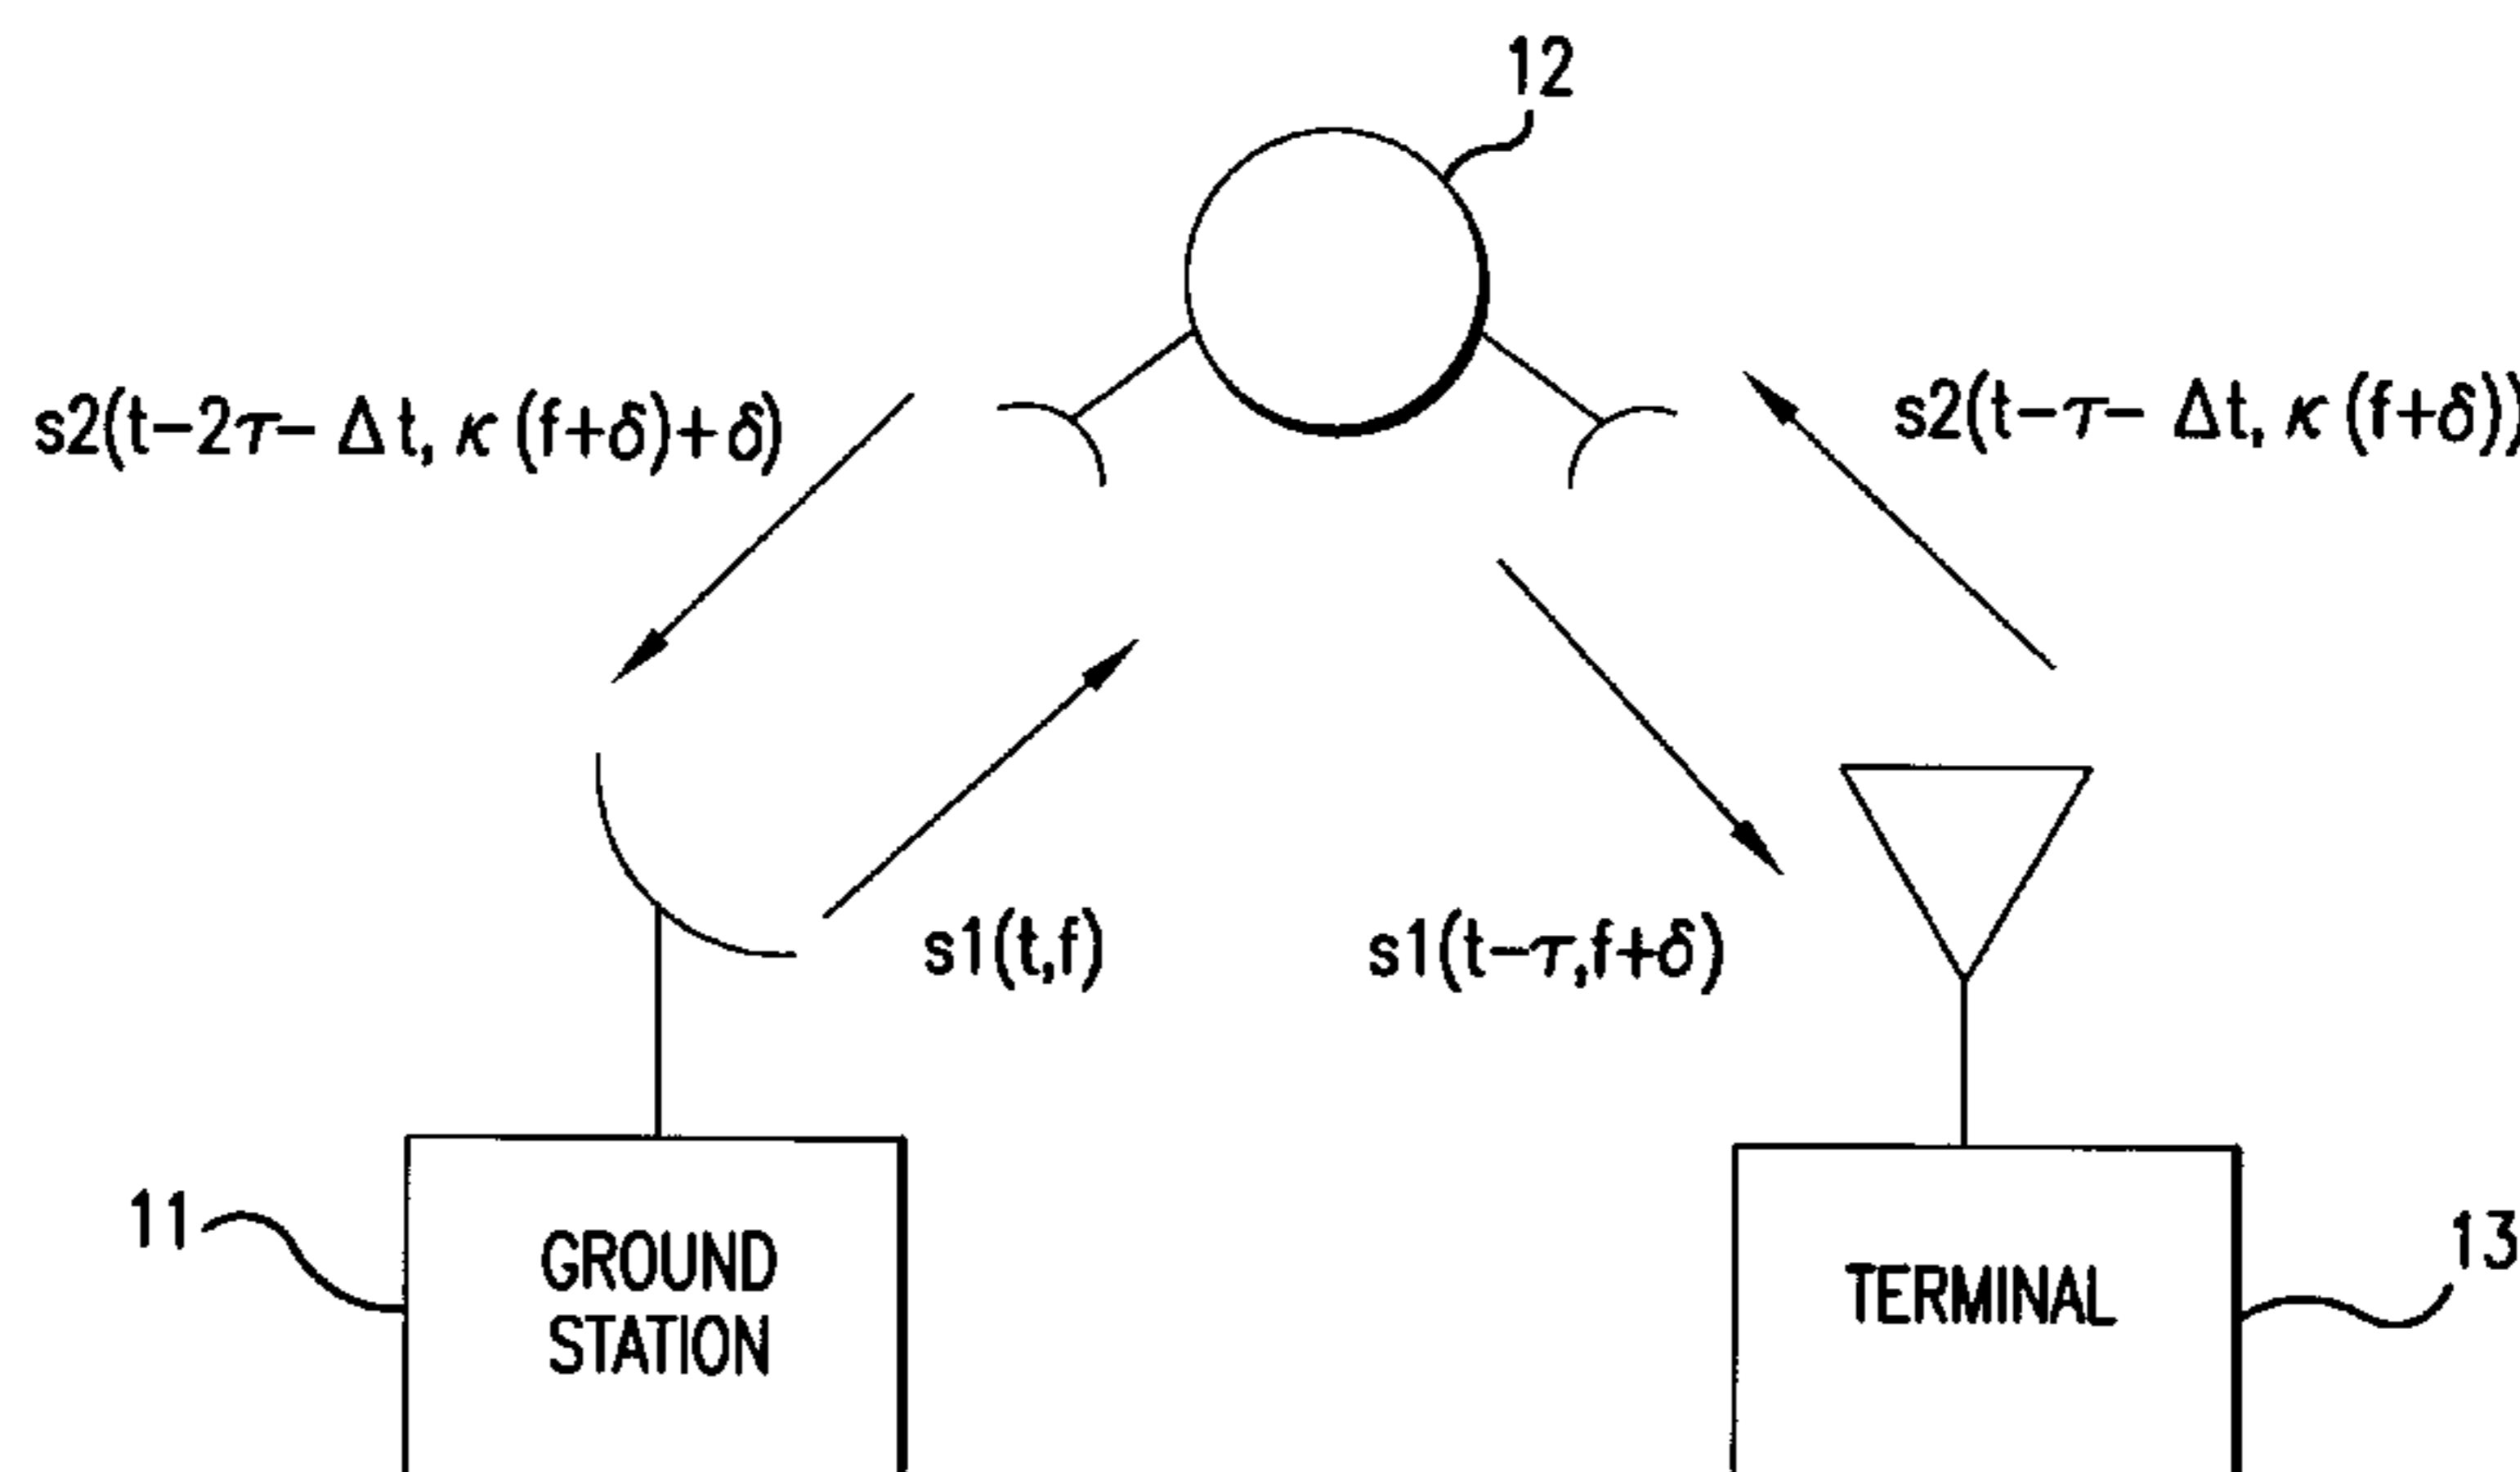 12
s2(t-2τ- Δt, κ(f+δ)+δ)
s2(t-τ- Δt, κ(f+δ))
s1(t,f)
s1(t-τ,f+δ)
11
GROUND
STATION
TERMINAL
13